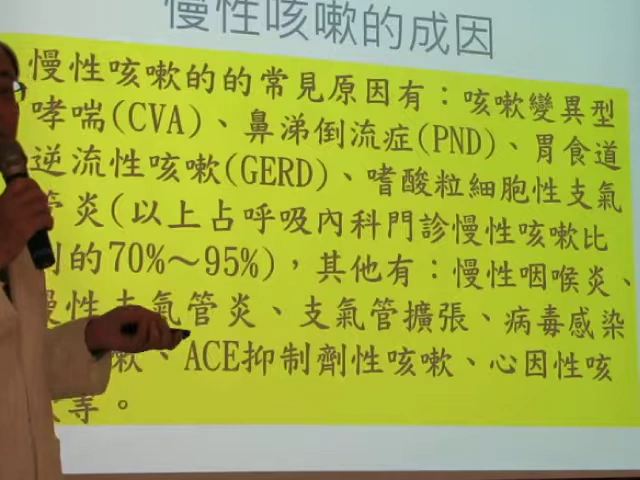 慢性咳嗽的成因
慢性咳嗽的的常見原因有：咳嗽變異型
哮喘(CVA)、鼻涕倒流症(PND)、胃食道
逆流性咳嗽(GERD)、嗜酸粒細胞性支氣
管炎(以上占呼吸內科門診慢性咳嗽比
的70%～95%)，其他有：慢性咽喉炎、
慢性支氣管炎、支氣管擴張、病毒感染
嗽、ACE抑制劑性咳嗽、心因性咳
等。